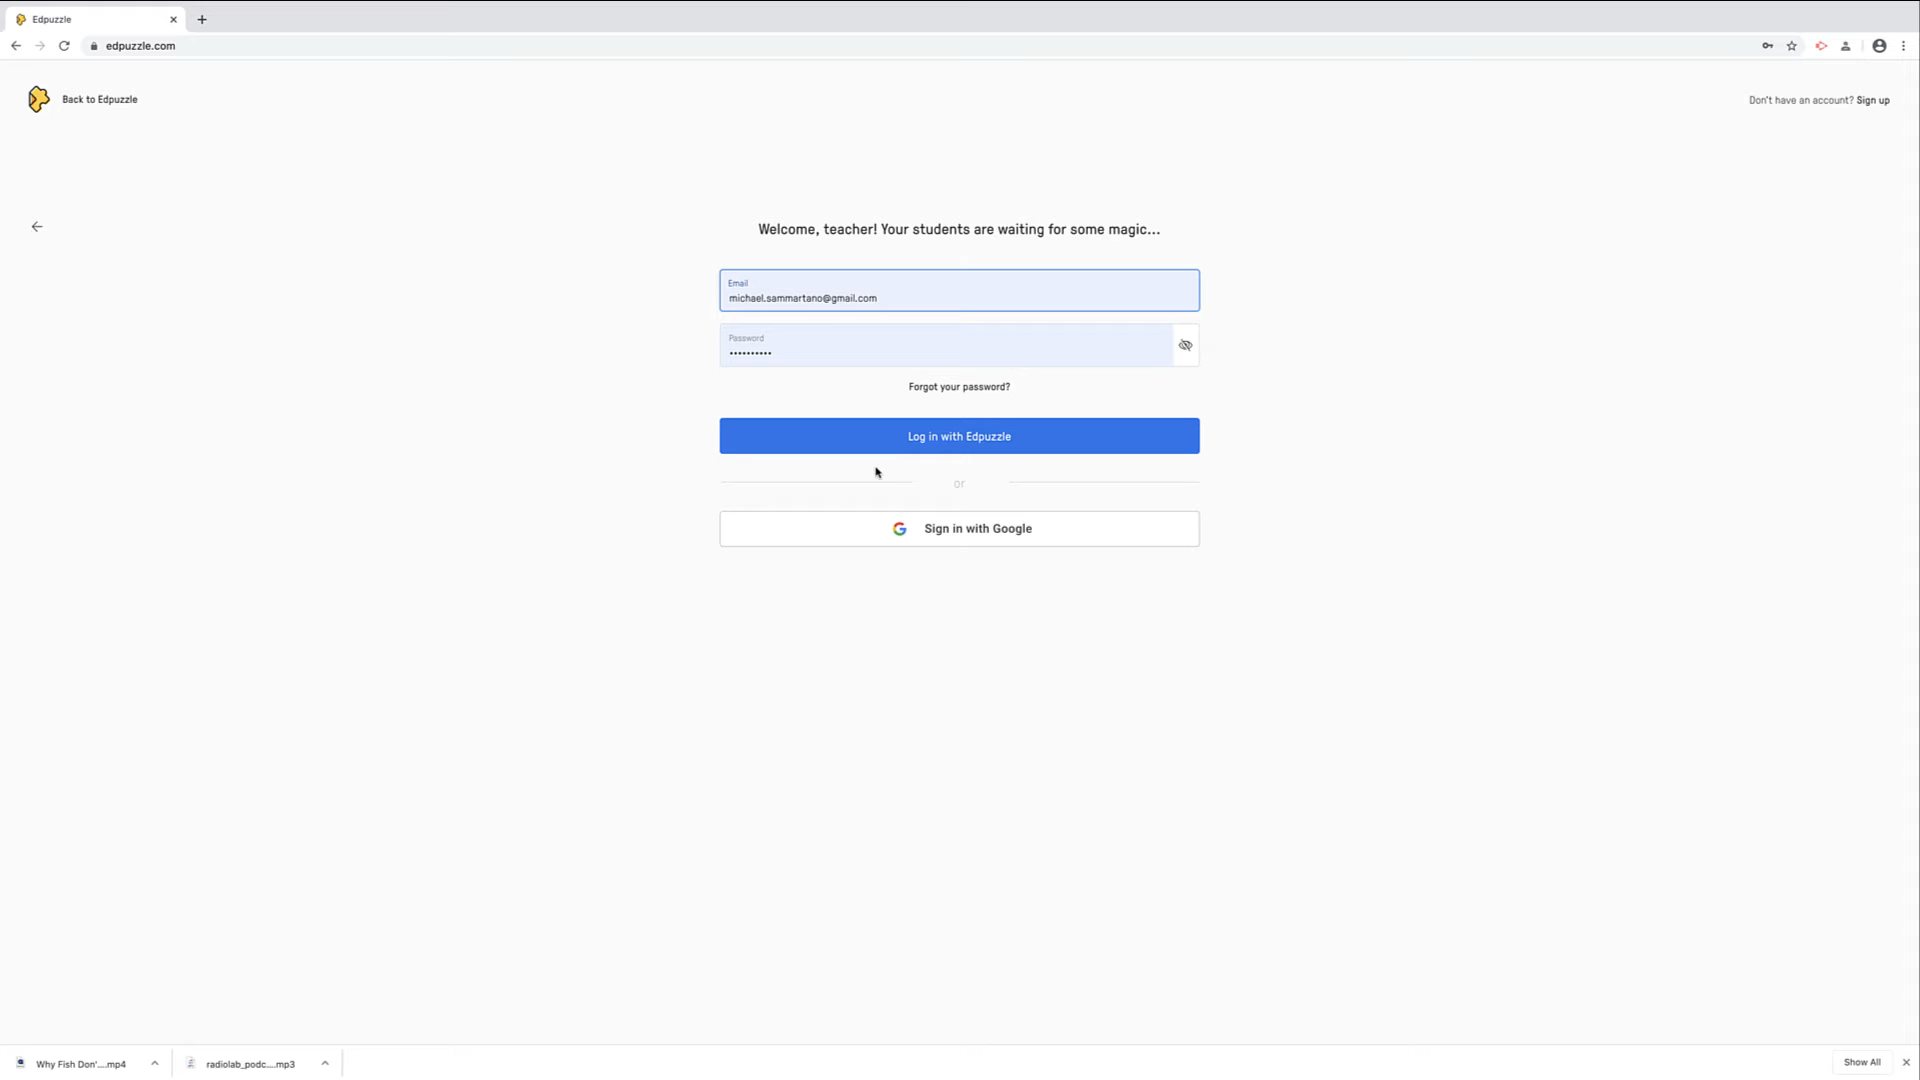 Edpuzzle
edpuzzle.com
Back to Edpuzzle
Don't have an account? Sign up
Welcome, teacher! Your students are waiting for some magic...
Email
michael.sammartano@gmail.com
Password
••••••••••
Forgot your password?
Log in with Edpuzzle
or
Sign in with Google
Why Fish Don'....mp4
radiolab_podc....mp3
Show All